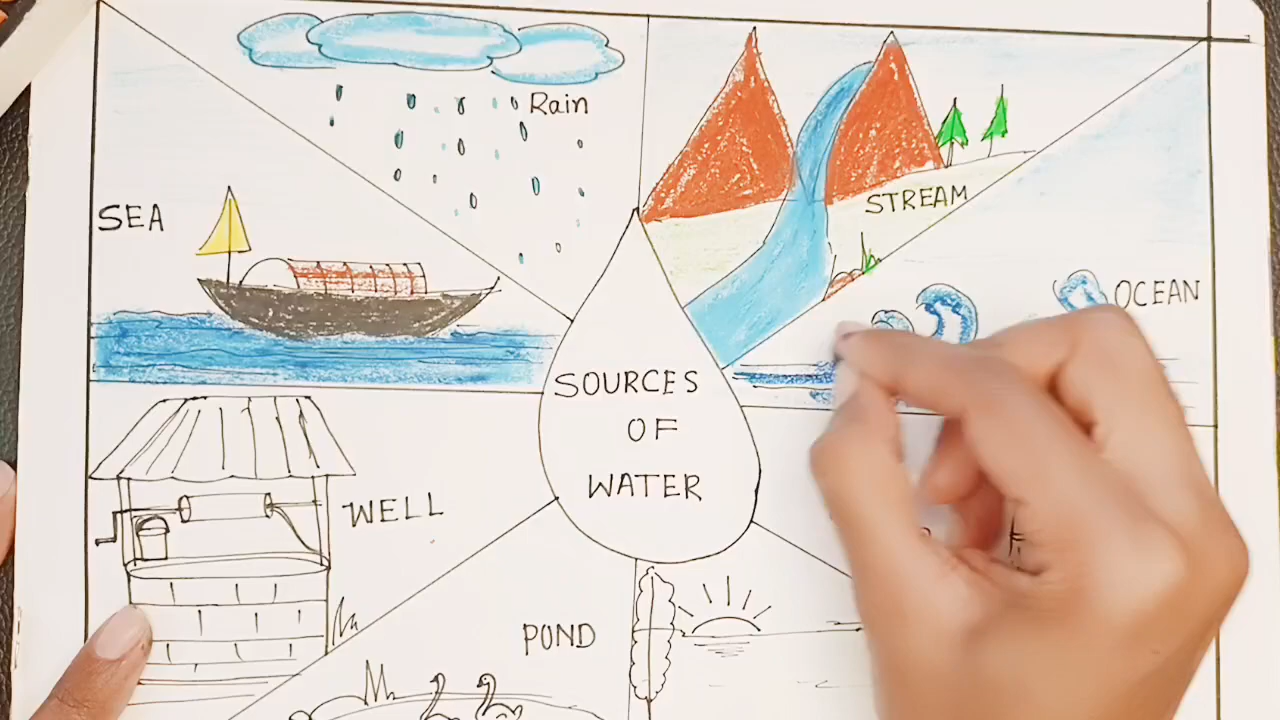 Rain
STREAM
SEA
OCEAN
SOURCES
OF
WATER
WELL
POND